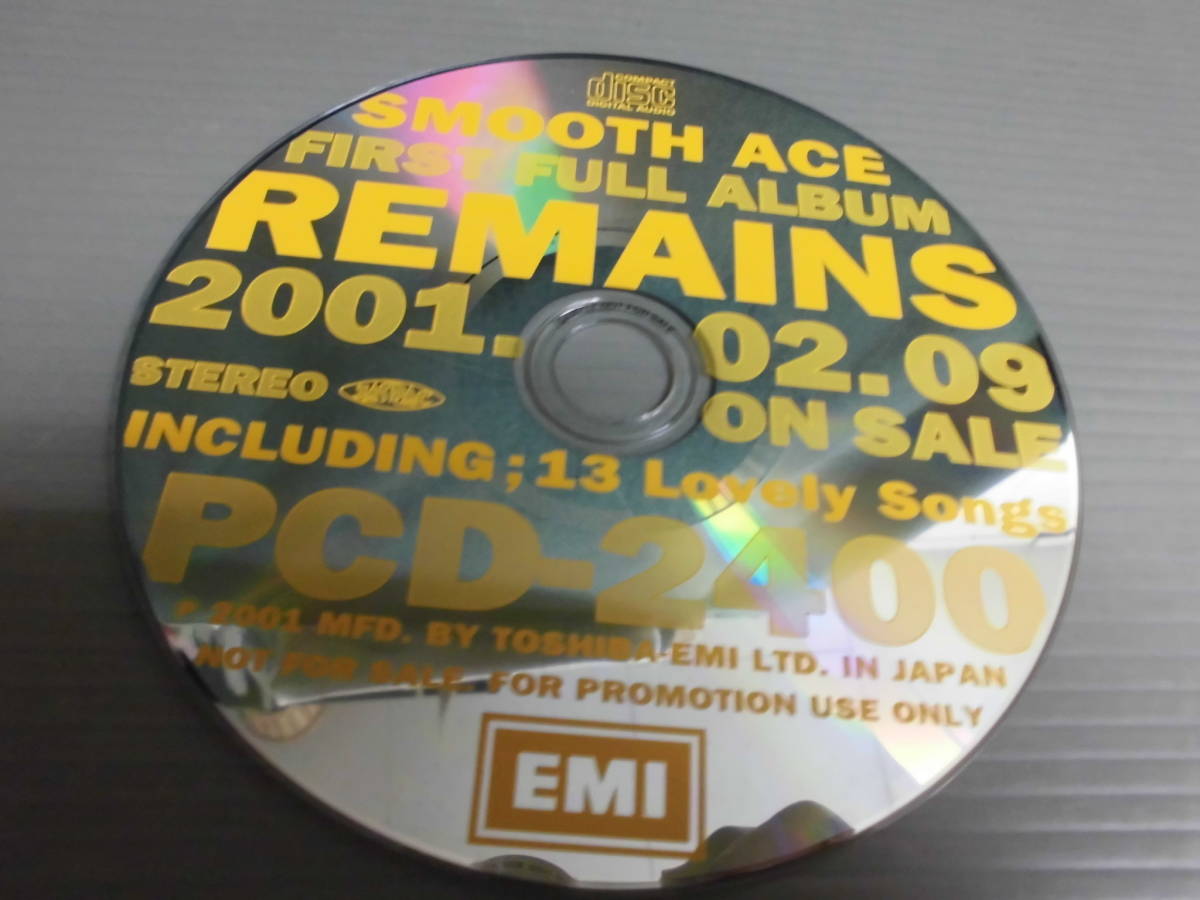 COMPACT
disc
DIGITAL AUDIO
SMOOTH ACE
FIRST FULL ALBUM
REMAINS
2001. 02.09
ON SALE
STEREO
INCLUDING ; 13 Lovely Songs
PCD-2400
P 2001 MFD. BY TOSHIBA-EMI LTD. IN JAPAN
NOT FOR SALE. FOR PROMOTION USE ONLY
EMI